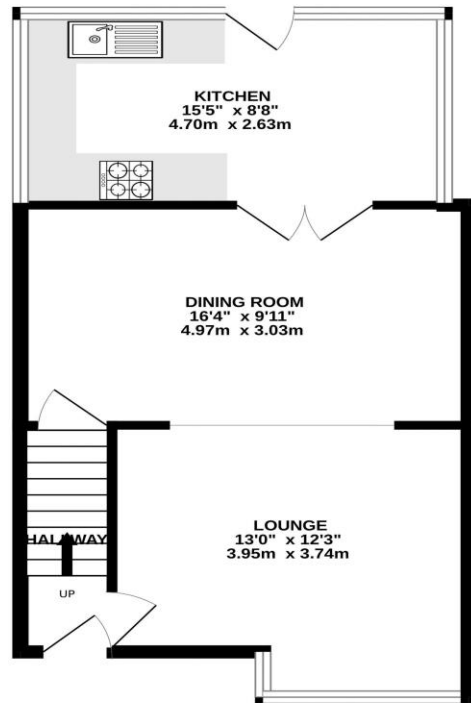 KITCHEN
15'5" x 8'8"
4.70m x 2.63m
DINING ROOM
16'4" x 9'11"
4.97m x 3.03m
HALLWAY
UP
LOUNGE
13'0" x 12'3"
3.95m x 3.74m